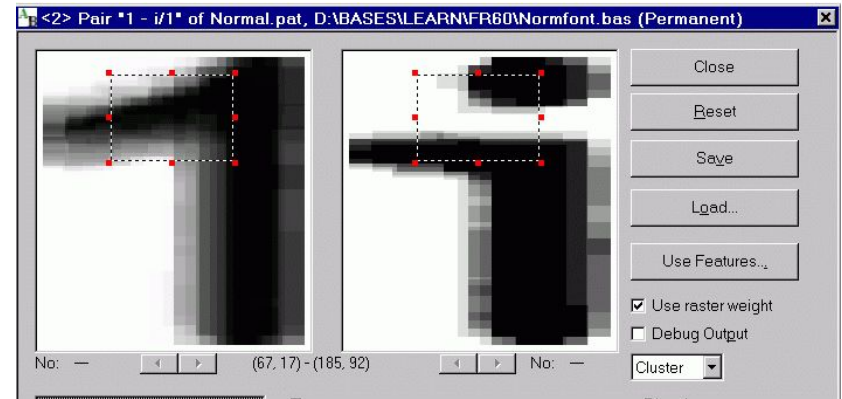 <2> Pair "1 - i/1" of Normal.pat, D:\BASES\LEARN\FR60\Normfont.bas (Permanent)
Close
Reset
Save
Load...
Use Features...
Use raster weight
Debug Output
No: — (67, 17) - (185, 92) No: —
Cluster